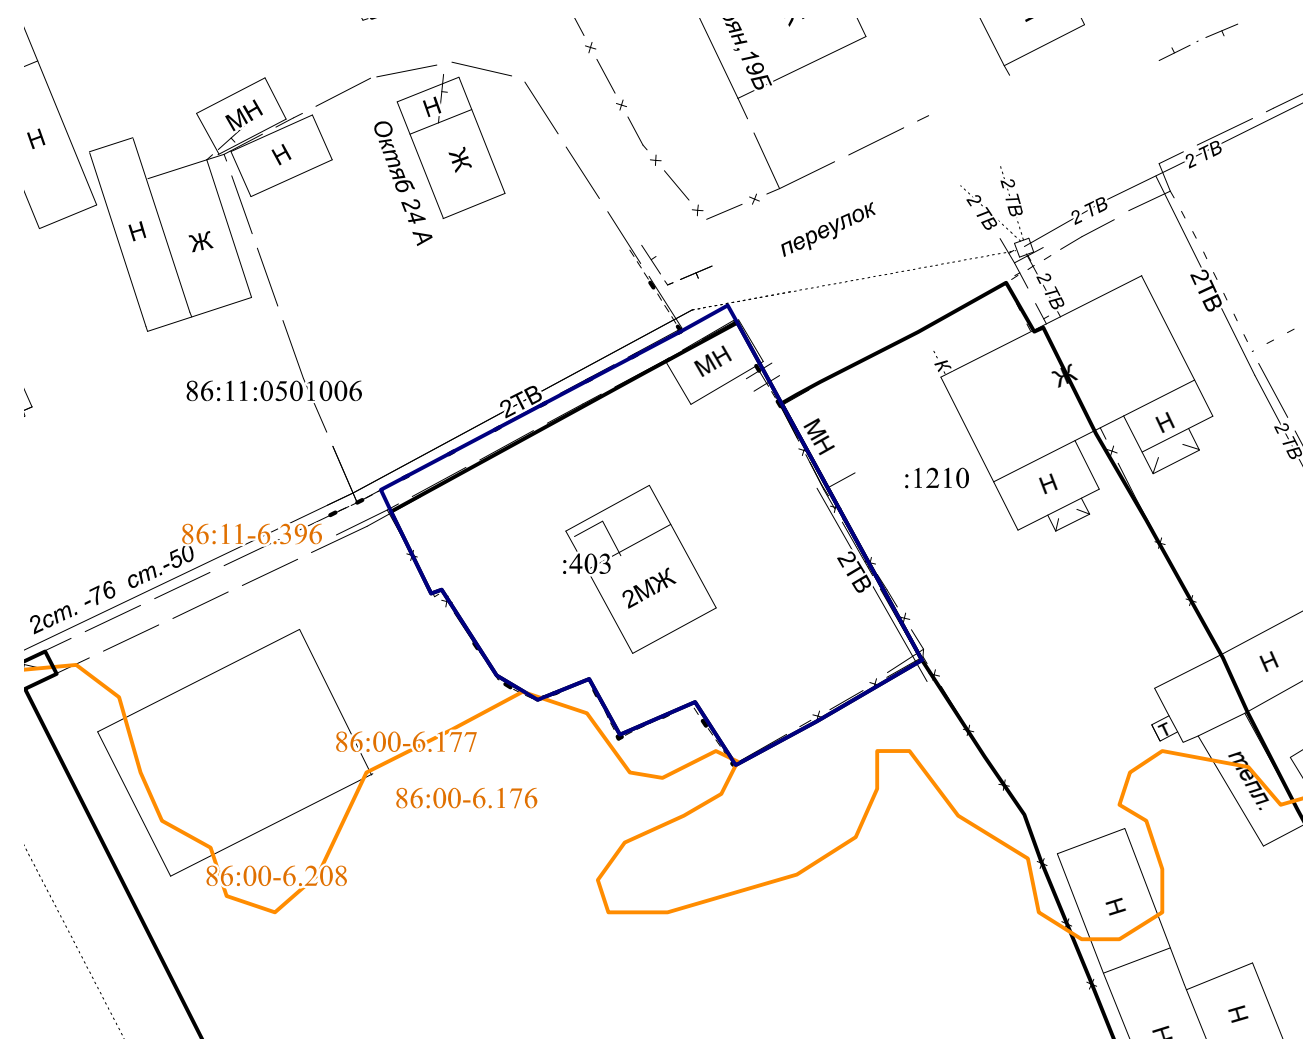 рян,19Б
Ж
Н
МН
Н
Н
Ж
Октяб 24 А
Н
Ж
переулок
2-ТВ
2-ТВ
2-ТВ
2-ТВ
2-ТВ
2ТВ
2-ТВ
86:11:0501006
2ТВ
МН
К
Ж
Н
МН
:1210
Н
86:11-6.396
2ст. -76 ст.-50
:403
2МЖ
2ТВ
Н
Н
тепл.
86:00-6.177
86:00-6.176
86:00-6.208
Н
Н
Н